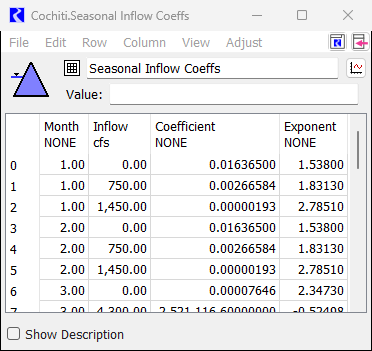 Cochiti.Seasonal Inflow Coeffs
File Edit Row Column View Adjust
Seasonal Inflow Coeffs
Value:
Month Inflow Coefficient Exponent
NONE cfs NONE NONE
0 1.00 0.00 0.01636500 1.53800
1 1.00 750.00 0.00266584 1.83130
2 1.00 1,450.00 0.00000193 2.78510
3 2.00 0.00 0.01636500 1.53800
4 2.00 750.00 0.00266584 1.83130
5 2.00 1,450.00 0.00000193 2.78510
6 3.00 0.00 0.00007646 2.34730
7 3.00 4,300.00 2,521,116.60000000 -0.52498
Show Description